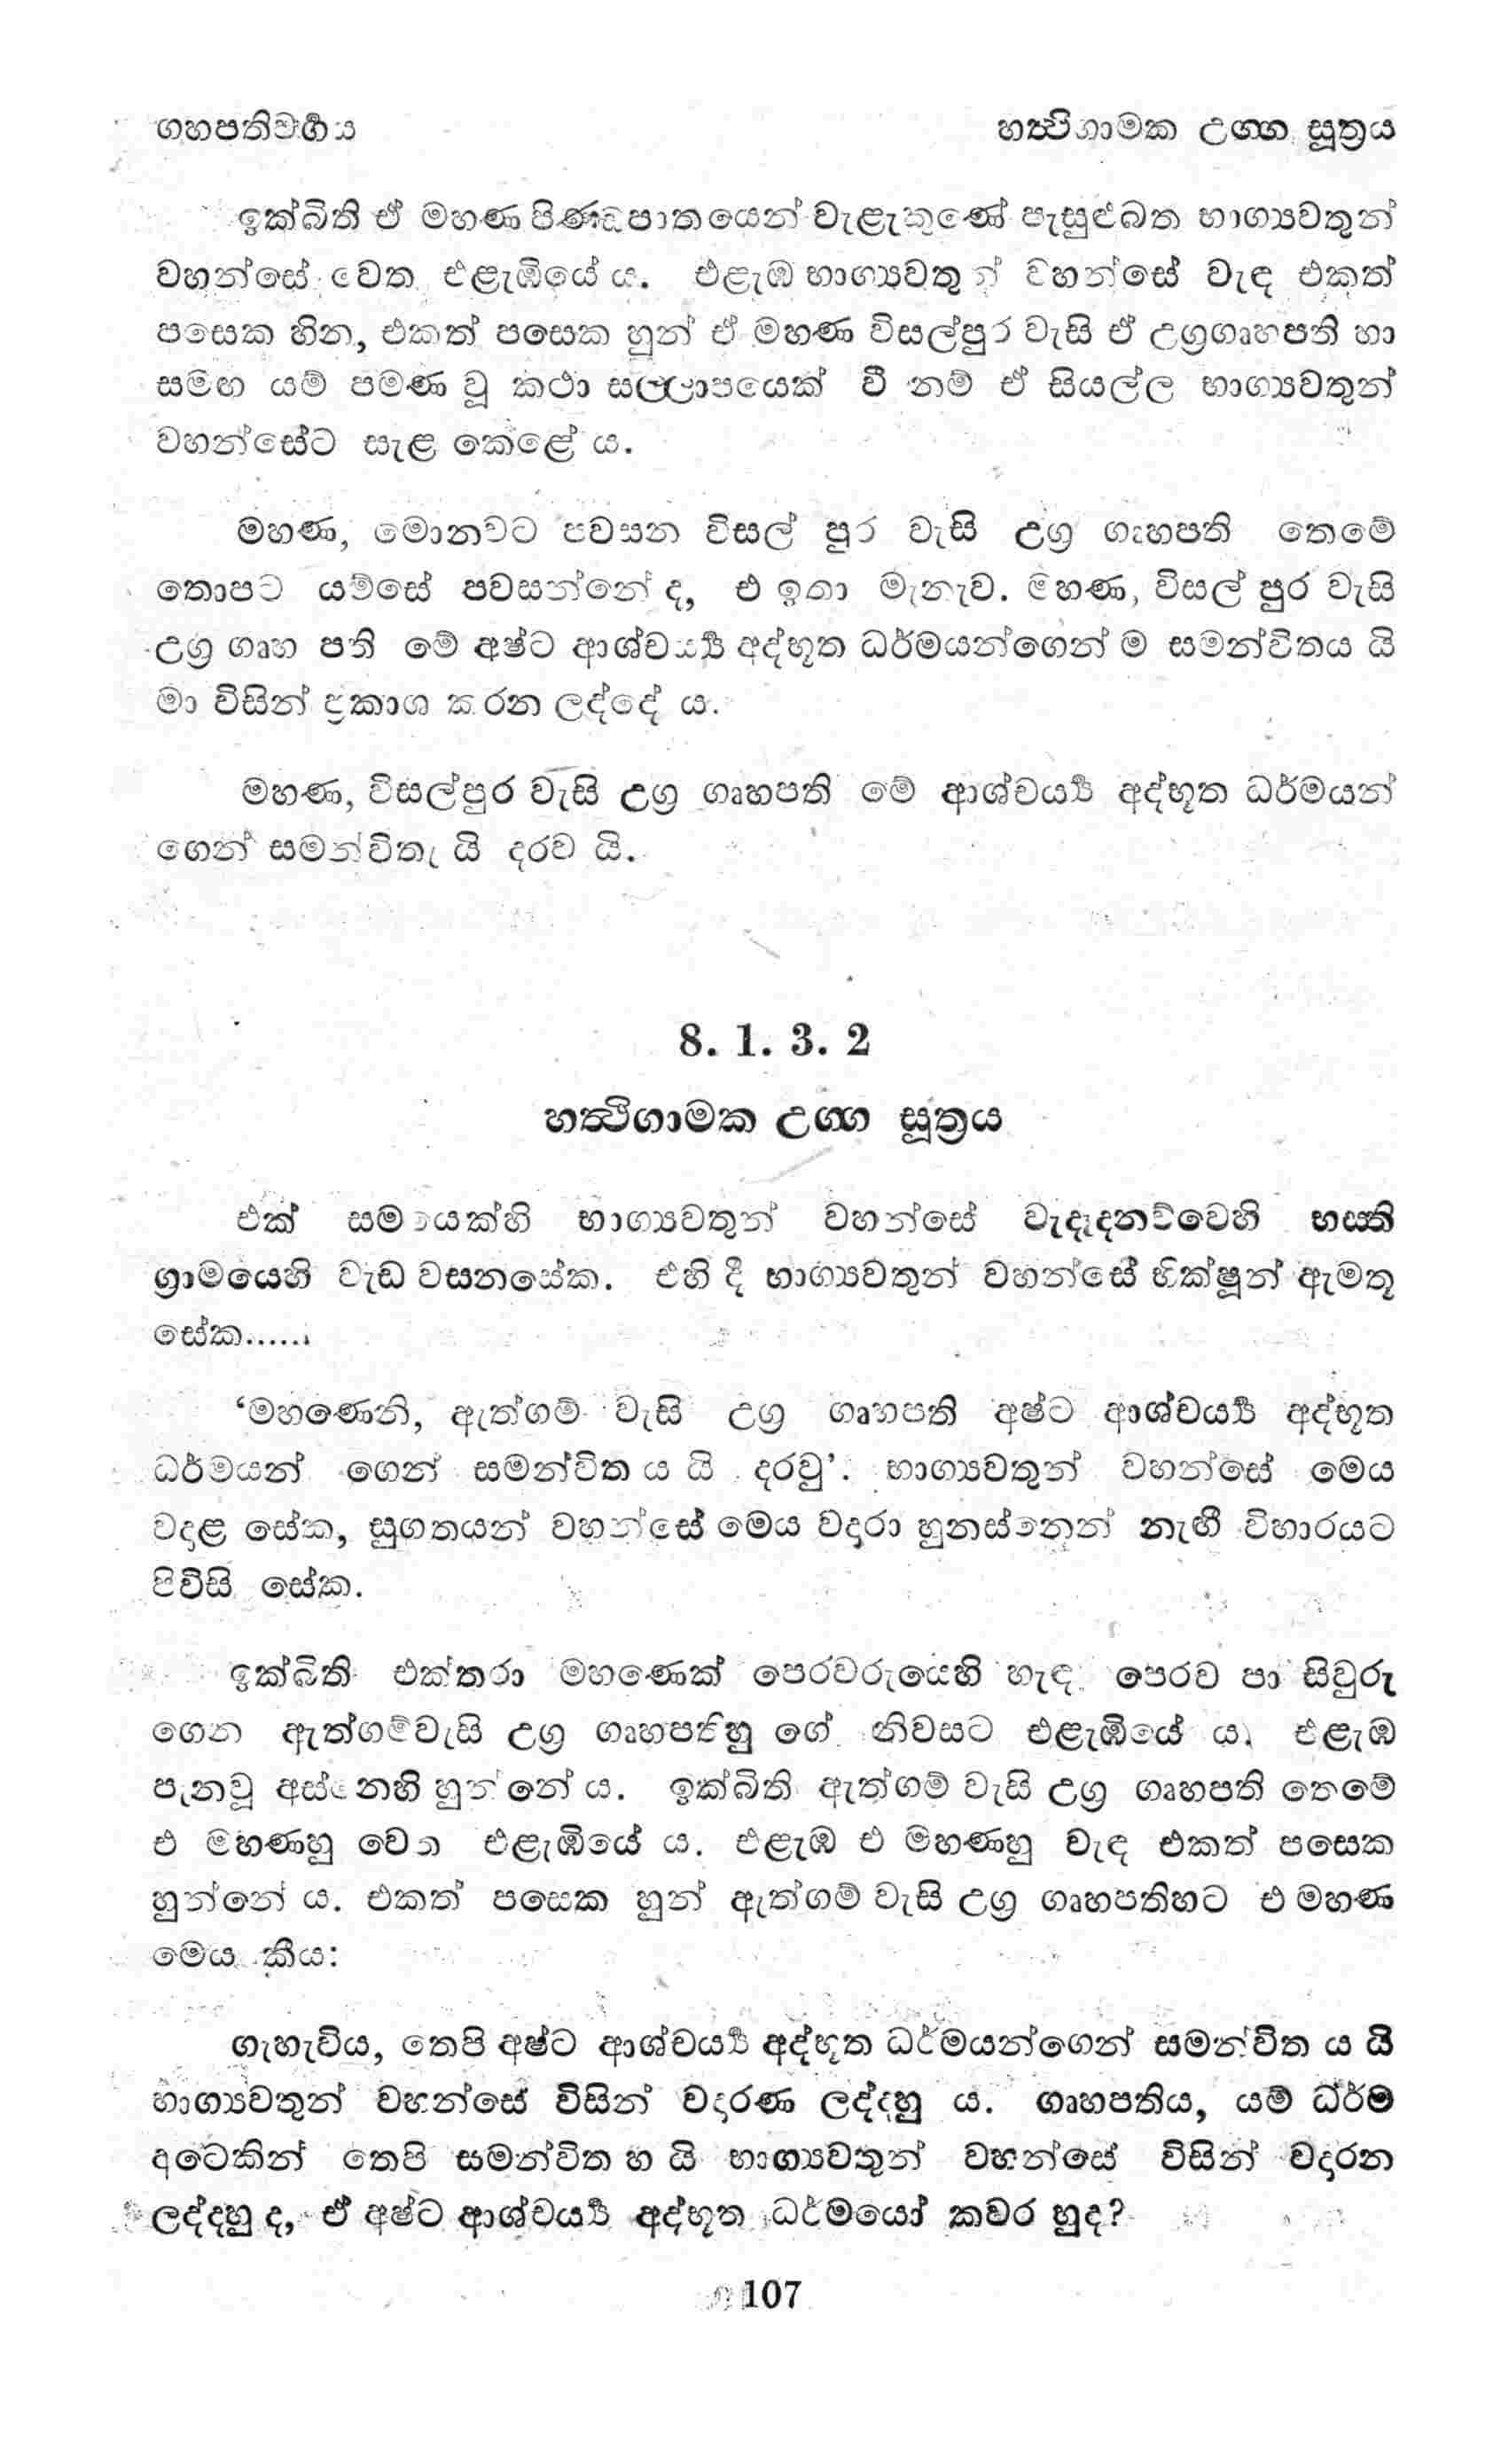 ගහපතිවර්‍ගය හත්‍ථිගාමක උග්‍ග සූත්‍රය
ඉක්බිති ඒ මහණ පිණ්ඩපාතයෙන් වැළැකුණේ පැසුළුබත භාග්‍යවතුන්
වහන්සේ වෙත එළැඹියේ ය. එළැඹ භාග්‍යවතුන් වහන්සේ වැඳ එකත්
පසෙක හින, එකත් පසෙක හුන් ඒ මහණ විසල්පුර වැසි ඒ උග්‍රගෘහපති හා
සමඟ යම් පමණ වූ කථා සල්ලාපයෙක් වී නම් ඒ සියල්ල භාග්‍යවතුන්
වහන්සේට සැළ කෙළේ ය.
මහණ, මොනවට පවසන විසල් පුර වැසි උග්‍ර ගෘහපති තෙමේ
තොපට යම්සේ පවසන්නේ ද, එ ඉතා මැනැව. මහණ, විසල් පුර වැසි
උග්‍ර ගෘහ පති මේ අෂ්ට ආශ්චර්‍ය්‍ය අද්භූත ධර්මයන්ගෙන් ම සමන්විතය යි
මා විසින් ප්‍රකාශ කරන ලද්දේ ය.
මහණ, විසල්පුර වැසි උග්‍ර ගෘහපති මේ ආශ්චර්‍ය්‍ය අද්භූත ධර්මයන්
ගෙන් සමන්විතැ යි දරව යි.
8. 1. 3. 2
හත්‍ථිගාමක උග්‍ග සූත්‍රය
එක් සමයෙක්හි භාග්‍යවතුන් වහන්සේ වැදෑදනව්වෙහි හස්ති
ග්‍රාමයෙහි වැඩ වසනසේක. එහි දී භාග්‍යවතුන් වහන්සේ භික්ෂූන් ඇමතූ
සේක......
‘මහණෙනි, ඇත්ගම් වැසි උග්‍ර ගෘහපති අෂ්ට ආශ්චර්‍ය්‍ය අද්භූත
ධර්මයන් ගෙන් සමන්විත ය යි දරවු’. භාග්‍යවතුන් වහන්සේ මෙය
වදාළ සේක, සුගතයන් වහන්සේ මෙය වදාරා හුනස්නෙන් නැඟී විහාරයට
පිවිසි සේක.
ඉක්බිති එක්තරා මහණෙක් පෙරවරුයෙහි හැඳ පෙරව පා සිවුරු
ගෙන ඇත්ගම්වැසි උග්‍ර ගෘහපතිහු ගේ නිවසට එළැඹියේ ය. එළැඹ
පැනවූ අස්නෙහි හුන්නේ ය. ඉක්බිති ඇත්ගම් වැසි උග්‍ර ගෘහපති තෙමේ
එ මහණහු වෙත එළැඹියේ ය. එළැඹ එ මහණහු වැඳ එකත් පසෙක
හුන්නේ ය. එකත් පසෙක හුන් ඇත්ගම් වැසි උග්‍ර ගෘහපතිහට එ මහණ
මෙය කීය:
ගැහැවිය, තෙපි අෂ්ට ආශ්චර්‍ය්‍ය අද්භූත ධර්මයන්ගෙන් සමන්විත ය යි
භාග්‍යවතුන් වහන්සේ විසින් වදාරණ ලද්දහු ය. ගෘහපතිය, යම් ධර්ම
අටෙකින් තෙපි සමන්විත හ යි භාග්‍යවතුන් වහන්සේ විසින් වදාරන
ලද්දහු ද, ඒ අෂ්ට ආශ්චර්‍ය්‍ය අද්භූත ධර්මයෝ කවර හුද?
107